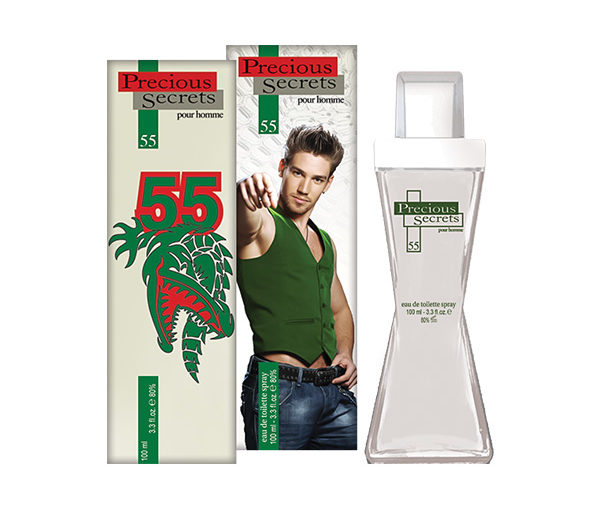 Precious
Secrets
pour homme
55
55
100 ml    3.3 fl.oz. ℮ 80%
Precious
Secrets
pour homme
55
eau de toilette spray
100 ml - 3.3 fl.oz. ℮ 80%
Precious
Secrets
pour homme
55
eau de toilette spray
100 ml - 3.3 fl.oz. ℮
80%